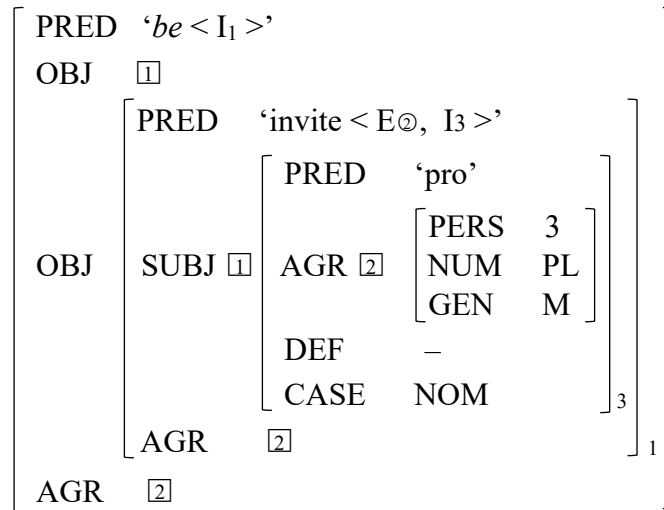 PRED ‘be < I₁ >’
OBJ 1
PRED ‘invite < E②, I3 >’
PRED ‘pro’
PERS 3
OBJ SUBJ 1 AGR 2 NUM PL
GEN M
DEF –
CASE NOM
3
AGR 2
1
AGR 2